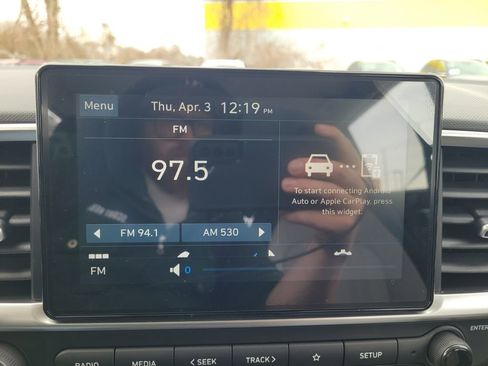 Menu
Thu, Apr. 3 12:19 PM
FM
97.5
To start connecting Android
Auto or Apple CarPlay, press
this widget.
◀ FM 94.1
AM 530 ▶
FM
0
RADIO
MEDIA
< SEEK
TRACK >
☆
SETUP
ENTER